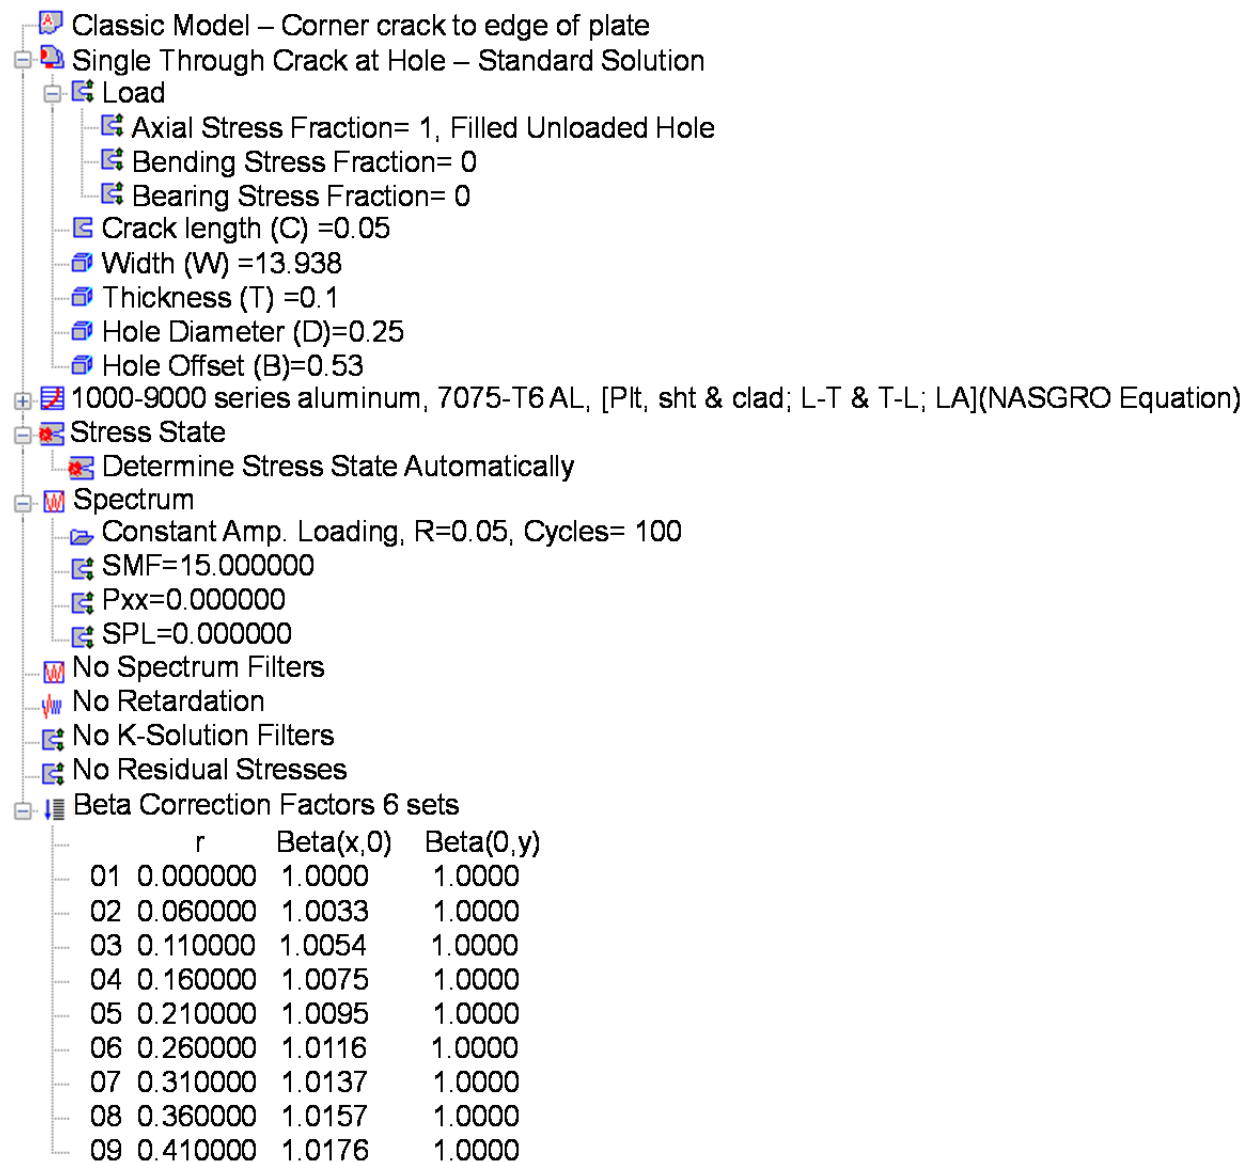 Classic Model – Corner crack to edge of plate
Single Through Crack at Hole – Standard Solution
Load
Axial Stress Fraction= 1, Filled Unloaded Hole
Bending Stress Fraction= 0
Bearing Stress Fraction= 0
Crack length (C) =0.05
Width (W) =13.938
Thickness (T) =0.1
Hole Diameter (D)=0.25
Hole Offset (B)=0.53
1000-9000 series aluminum, 7075-T6 AL, [Plt, sht & clad; L-T & T-L; LA](NASGRO Equation)
Stress State
Determine Stress State Automatically
Spectrum
Constant Amp. Loading, R=0.05, Cycles= 100
SMF=15.000000
Pxx=0.000000
SPL=0.000000
No Spectrum Filters
No Retardation
No K-Solution Filters
No Residual Stresses
Beta Correction Factors 6 sets
r Beta(x,0) Beta(0,y)
01 0.000000 1.0000 1.0000
02 0.060000 1.0033 1.0000
03 0.110000 1.0054 1.0000
04 0.160000 1.0075 1.0000
05 0.210000 1.0095 1.0000
06 0.260000 1.0116 1.0000
07 0.310000 1.0137 1.0000
08 0.360000 1.0157 1.0000
09 0.410000 1.0176 1.0000